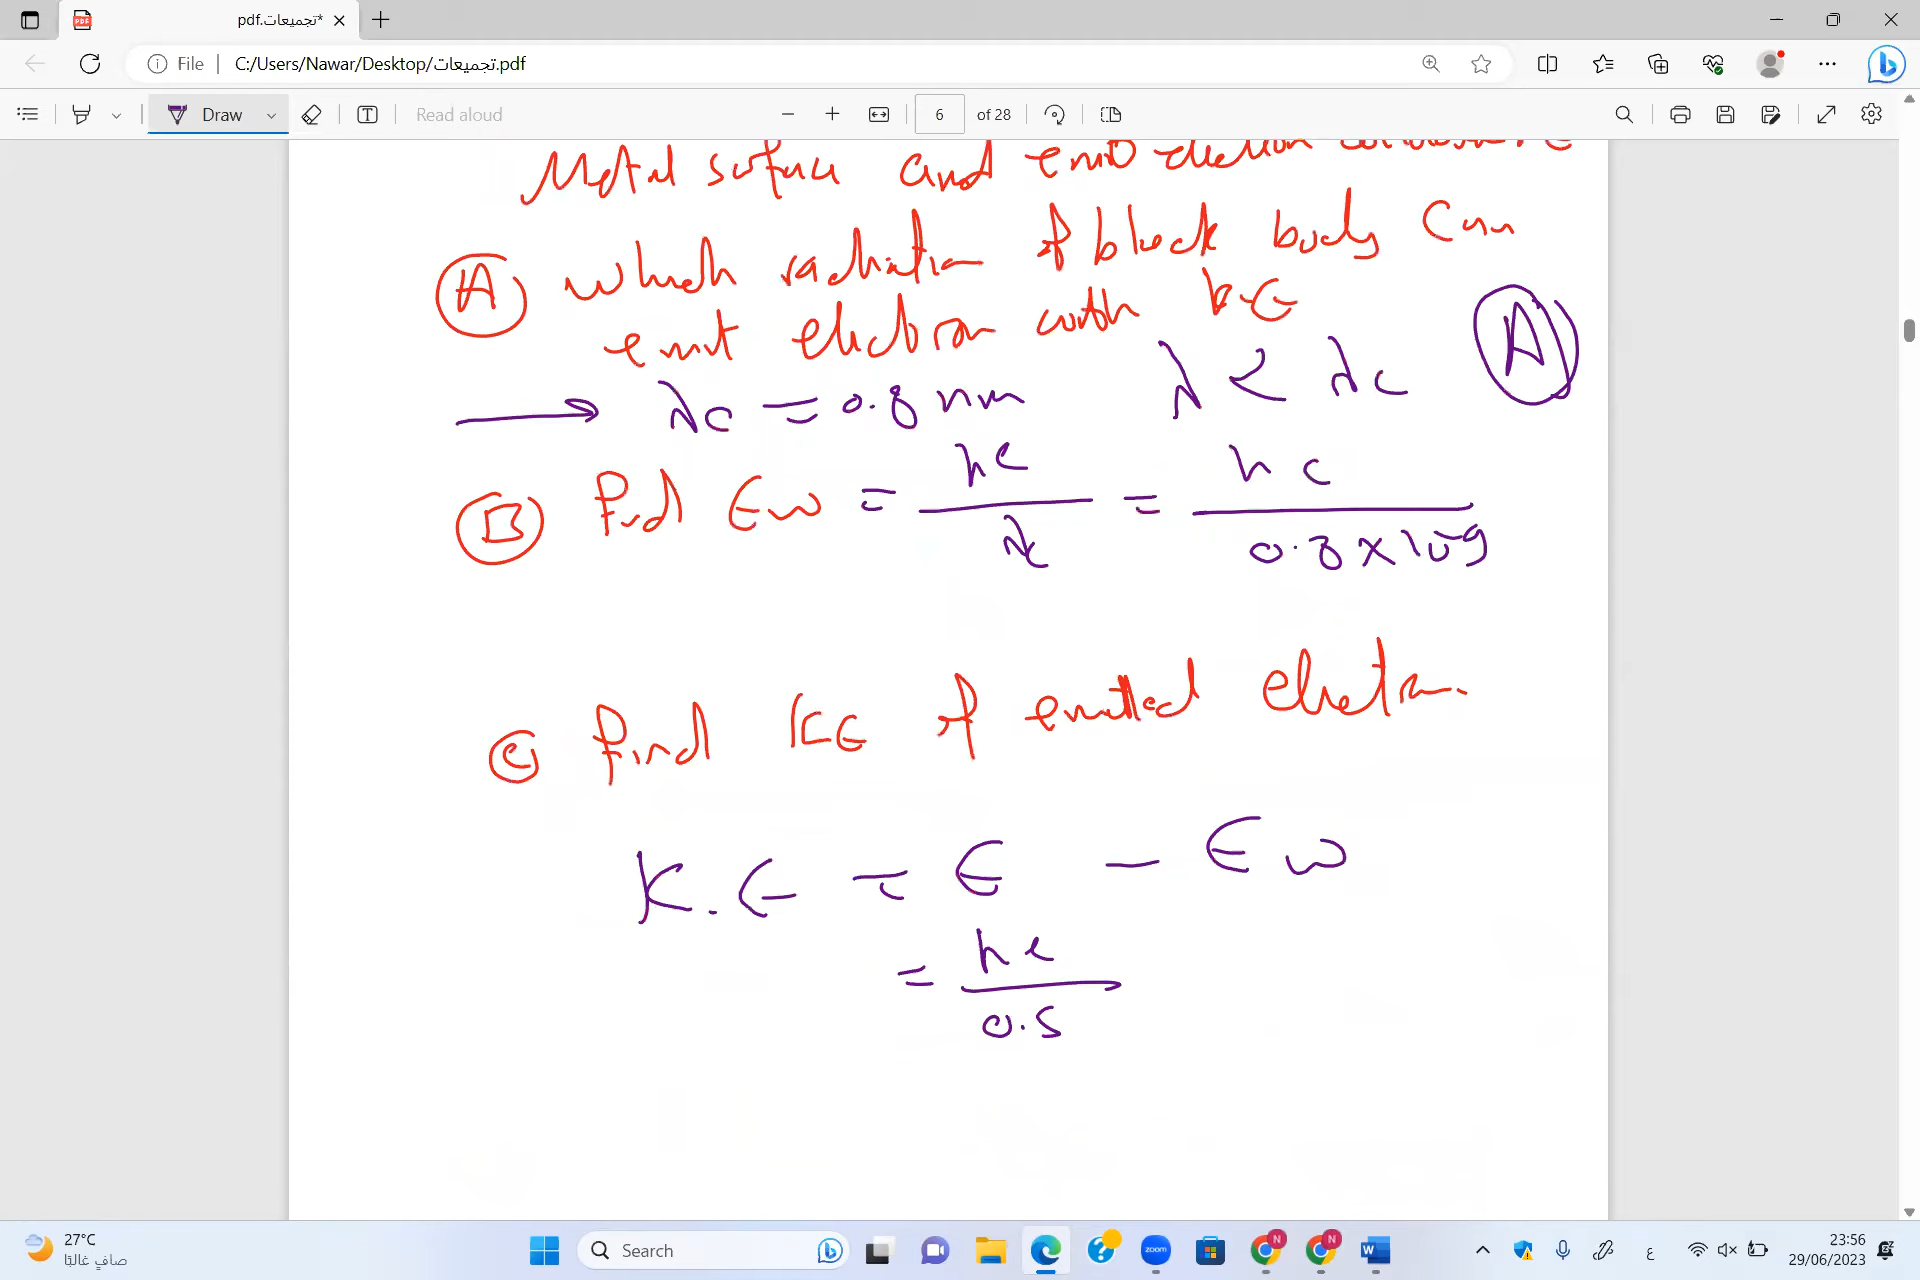 تجميعات.pdf*
File
C:/Users/Nawar/Desktop/تجميعات.pdf
Draw
Read aloud
6 of 28
Metal surface and emit electron
A which radiation of black body can
emit electron with k.E
λc = 0.8 nm λ < λc A
B Find Ew = hc / λc = hc / 0.8 x 10-9
C find KE of emitted electron.
K.E = E - Ew
= hc / 0.5
27°C
صافٍ غالبًا
Search
zoom
N
N
W
ع
23:56
29/06/2023